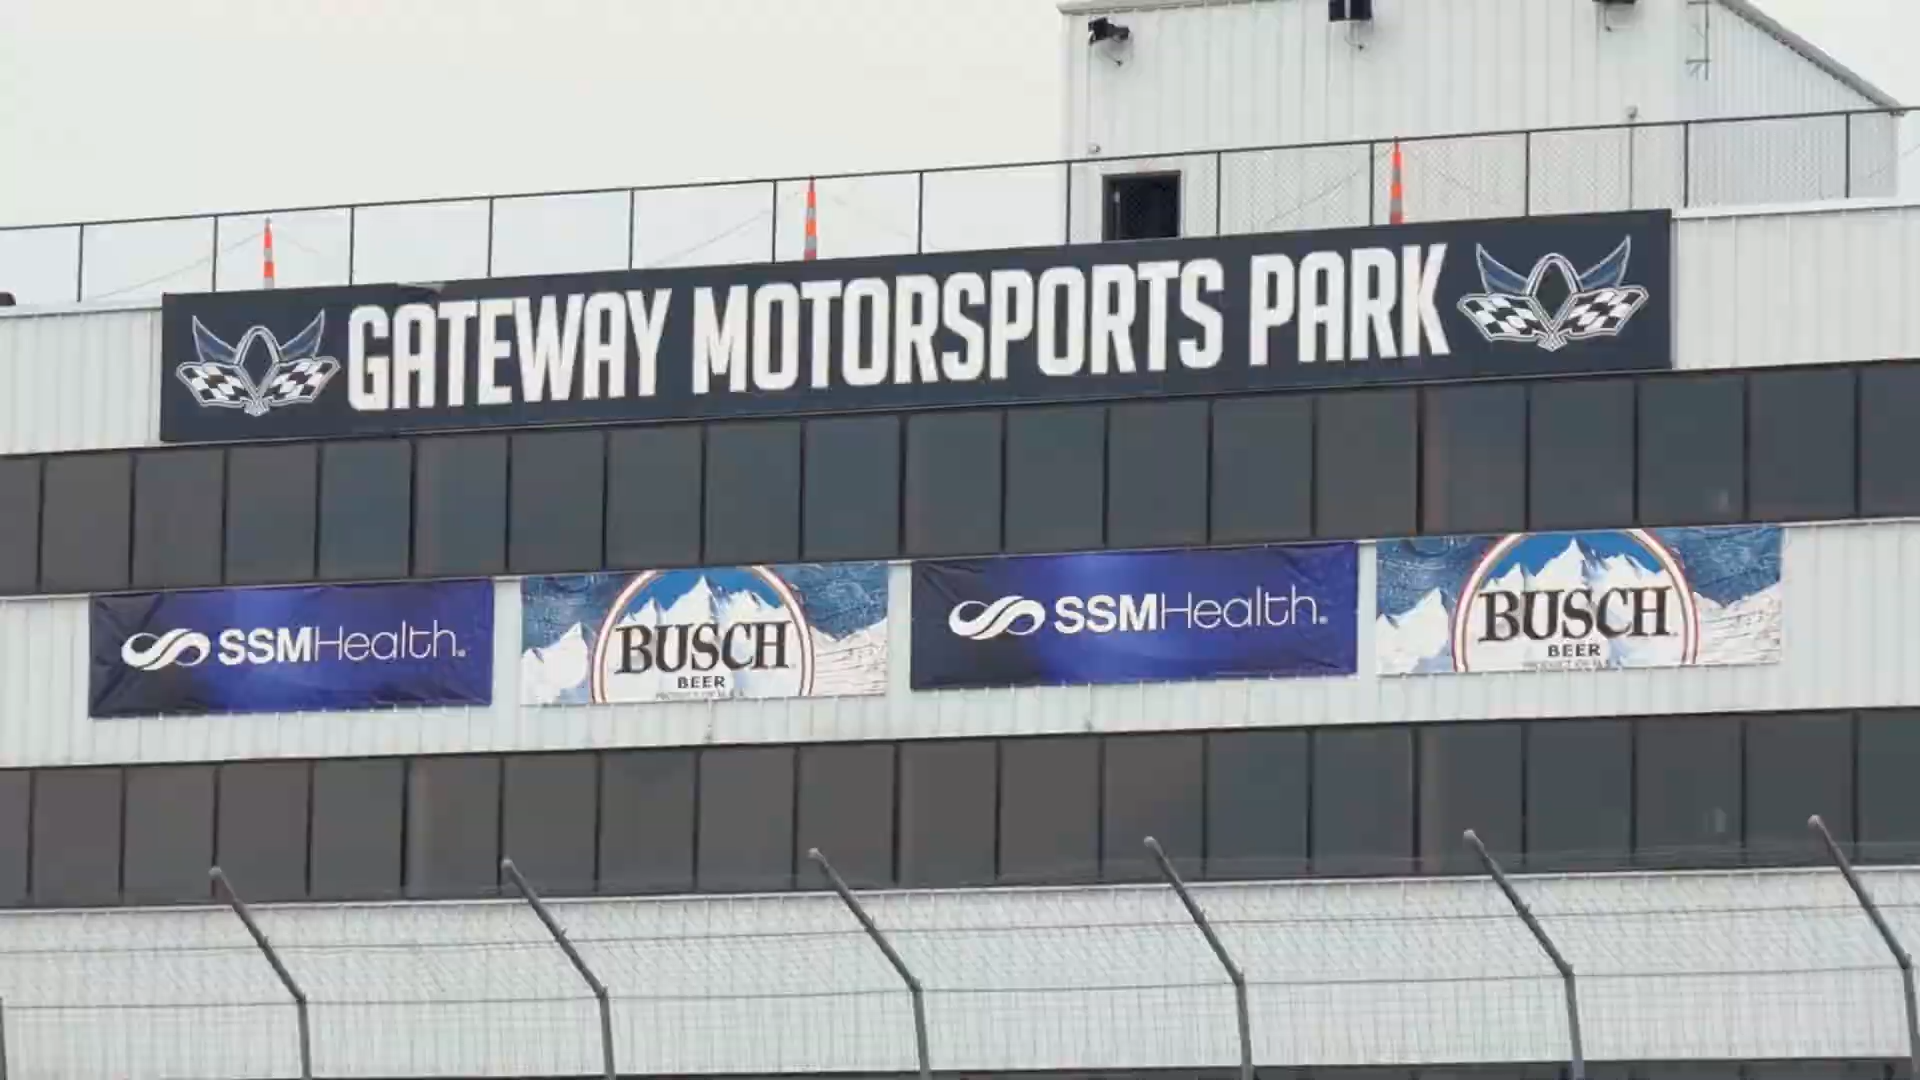 GATEWAY MOTORSPORTS PARK
SSMHealth.
BUSCH
BEER
SSMHealth.
BUSCH
BEER